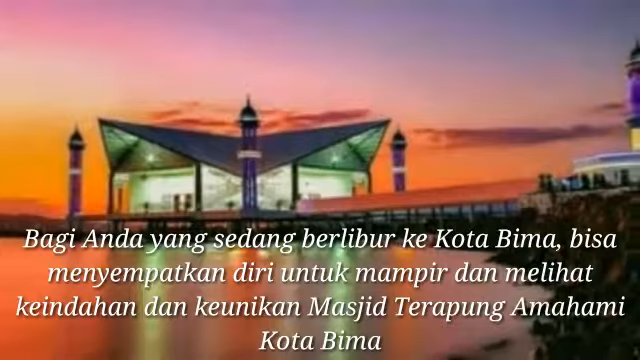 Bagi Anda yang sedang berlibur ke Kota Bima, bisa
menyempatkan diri untuk mampir dan melihat
keindahan dan keunikan Masjid Terapung Amahami
Kota Bima